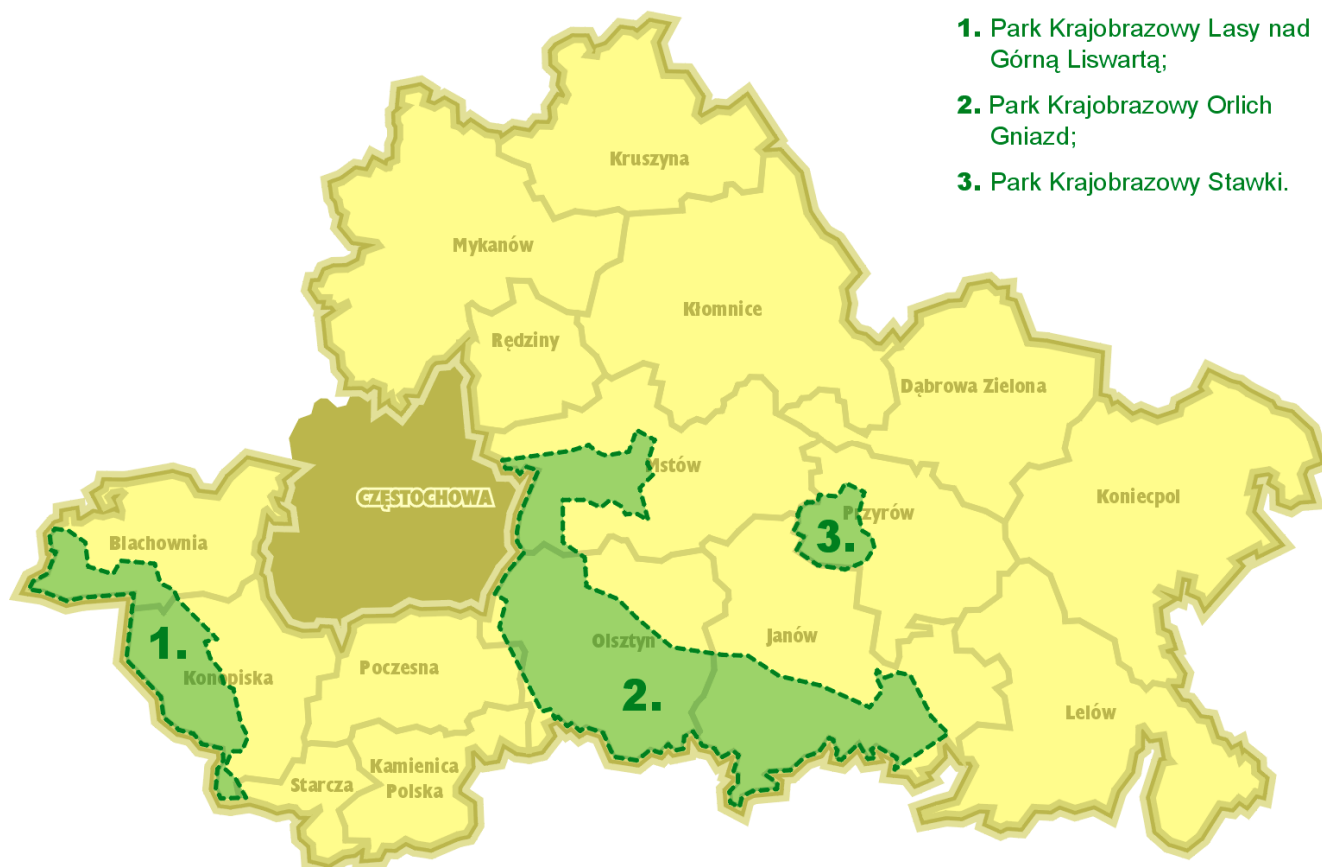 1. Park Krajobrazowy Lasy nad
Górną Liswartą;
2. Park Krajobrazowy Orlich
Gniazd;
3. Park Krajobrazowy Stawki.
Kruszyna
Mykanów
Kłomnice
Rędziny
Dąbrowa Zielona
Mstów
CZĘSTOCHOWA
Koniecpol
Przyrów
3.
Blachownia
1.
Olsztyn
Janów
Poczesna
Konopiska
2.
Lelów
Kamienica
Polska
Starcza